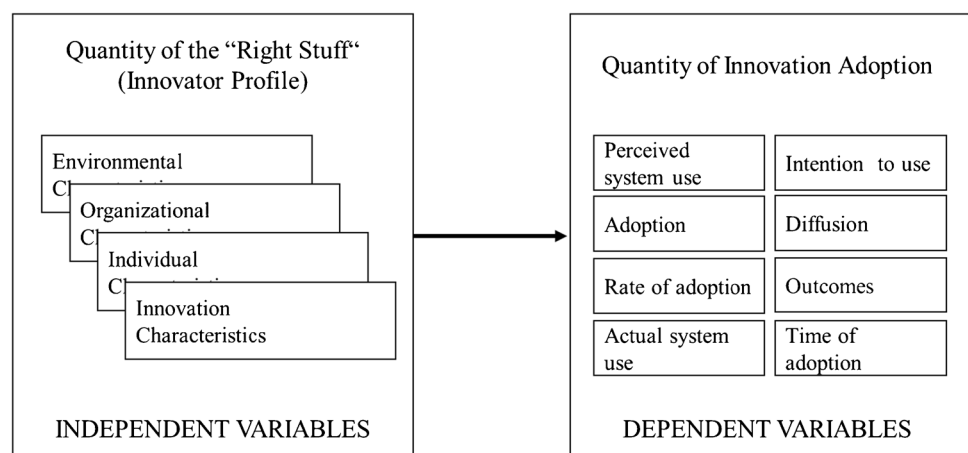 Quantity of the “Right Stuff“
(Innovator Profile)
Environmental
Organizational
Individual
Innovation
Characteristics
INDEPENDENT VARIABLES
Quantity of Innovation Adoption
Perceived
system use
Intention to use
Adoption
Diffusion
Rate of adoption
Outcomes
Actual system
use
Time of
adoption
DEPENDENT VARIABLES